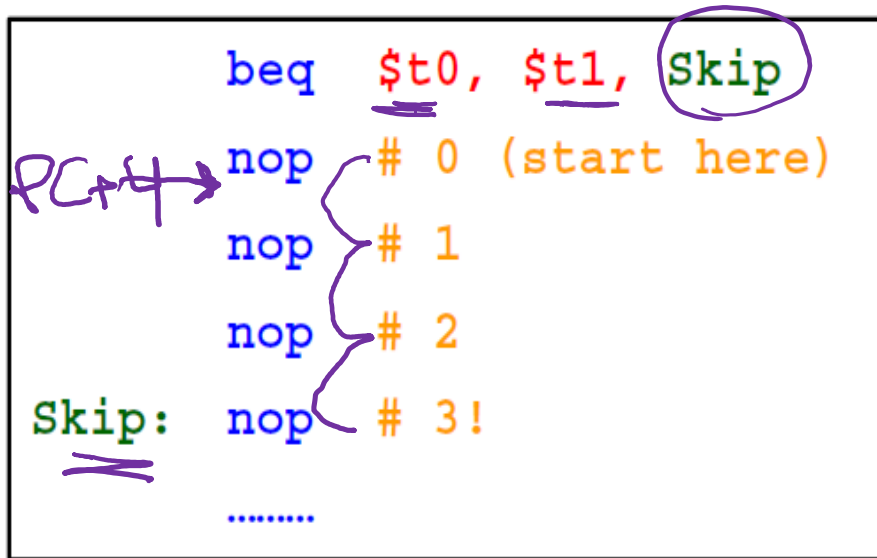 beq $t0, $t1, Skip
PC+4 → nop # 0 (start here)
nop # 1
nop # 2
Skip: nop # 3!
.........